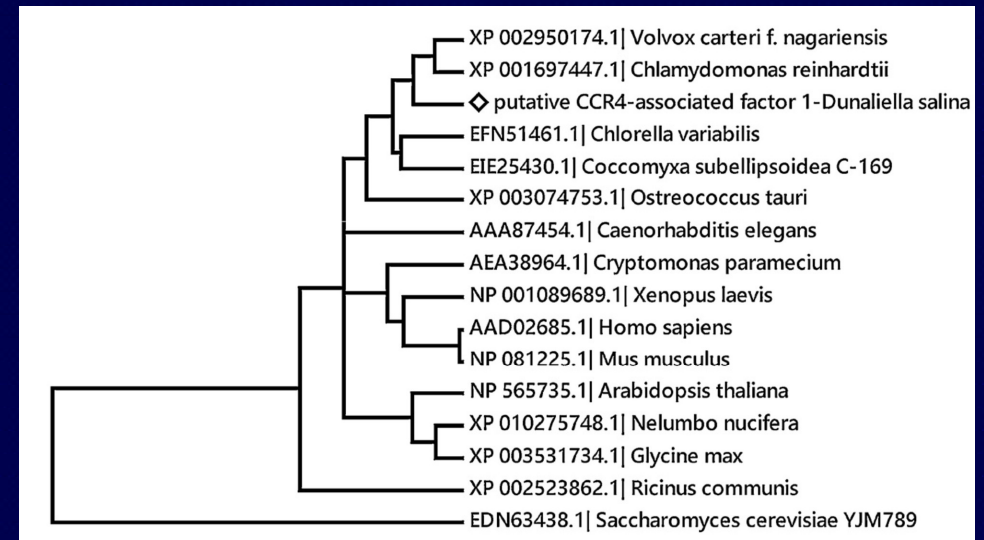 XP 002950174.1| Volvox carteri f. nagariensis
XP 001697447.1| Chlamydomonas reinhardtii
putative CCR4-associated factor 1-Dunaliella salina
EFN51461.1| Chlorella variabilis
EIE25430.1| Coccomyxa subellipsoidea C-169
XP 003074753.1| Ostreococcus tauri
AAA87454.1| Caenorhabditis elegans
AEA38964.1| Cryptomonas paramecium
NP 001089689.1| Xenopus laevis
AAD02685.1| Homo sapiens
NP 081225.1| Mus musculus
NP 565735.1| Arabidopsis thaliana
XP 010275748.1| Nelumbo nucifera
XP 003531734.1| Glycine max
XP 002523862.1| Ricinus communis
EDN63438.1| Saccharomyces cerevisiae YJM789